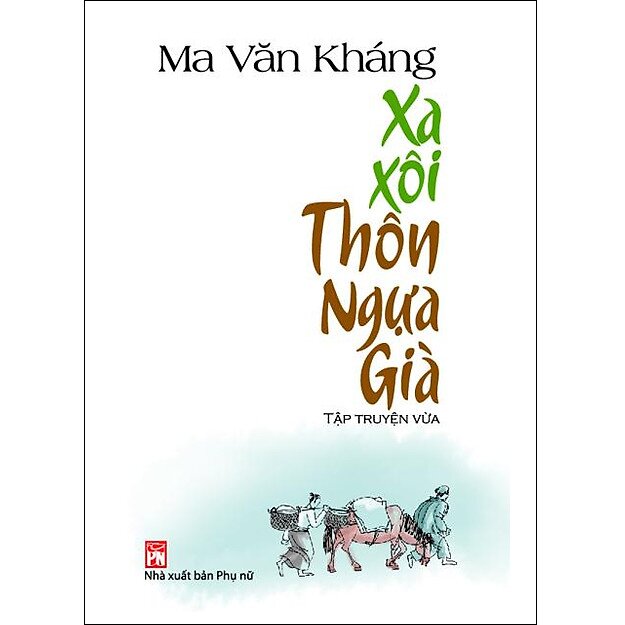 Ma Văn Kháng
Xa
xôi
Thôn
Ngựa
Già
TẬP TRUYỆN VỪA
PN
Nhà xuất bản Phụ nữ